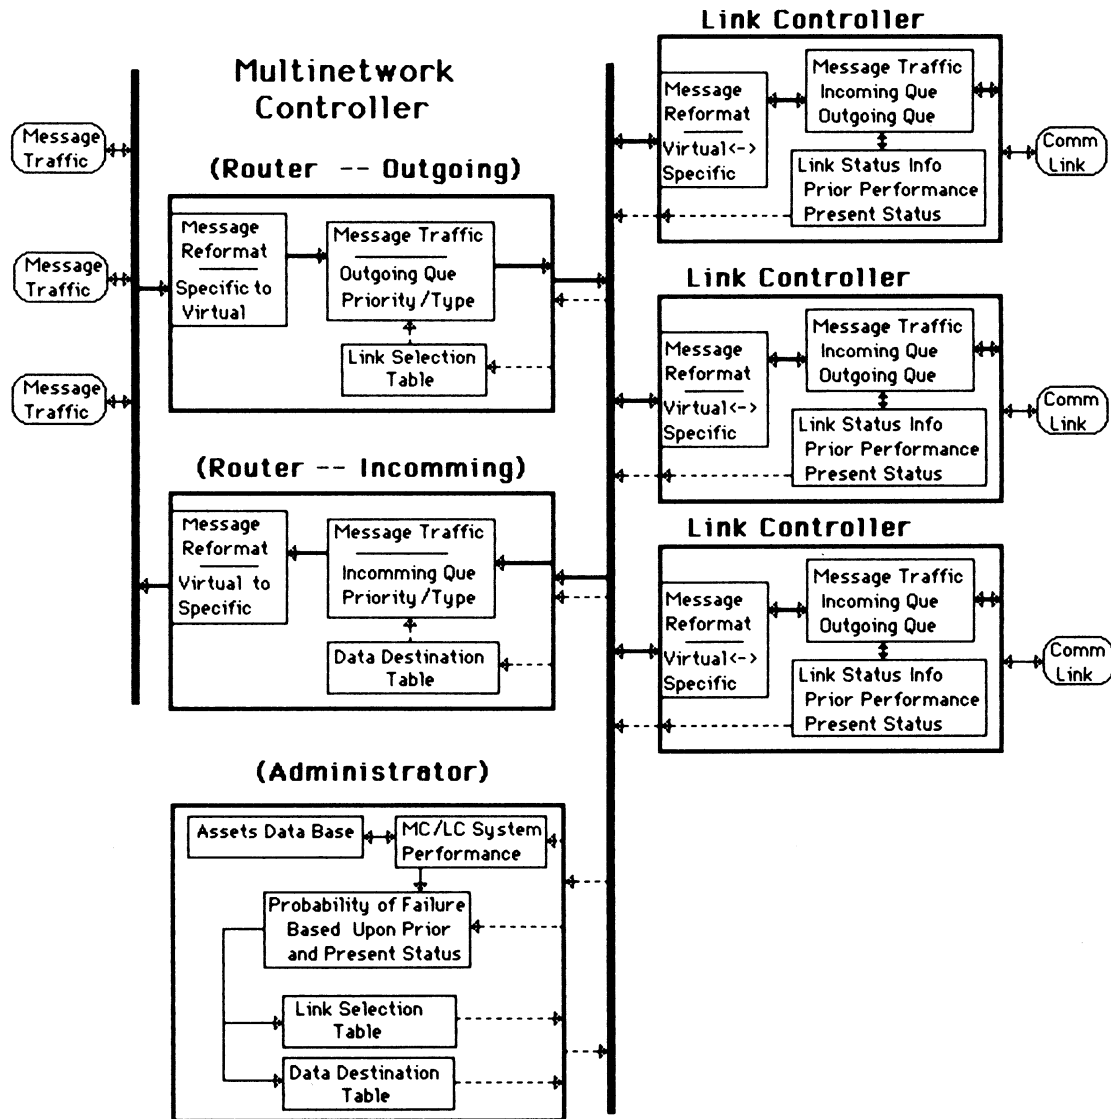 Multinetwork
Controller
Message
Traffic
Message
Traffic
Message
Traffic
(Router -- Outgoing)
Message
Reformat
Specific to
Virtual
Message Traffic
Outgoing Que
Priority/Type
Link Selection
Table
(Router -- Incomming)
Message
Reformat
Virtual to
Specific
Message Traffic
Incomming Que
Priority/Type
Data Destination
Table
(Administrator)
Assets Data Base
MC/LC System
Performance
Probability of Failure
Based Upon Prior
and Present Status
Link Selection
Table
Data Destination
Table
Link Controller
Message
Reformat
Virtual<->
Specific
Message Traffic
Incoming Que
Outgoing Que
Link Status Info
Prior Performance
Present Status
Comm
Link
Link Controller
Message
Reformat
Virtual<->
Specific
Message Traffic
Incoming Que
Outgoing Que
Link Status Info
Prior Performance
Present Status
Comm
Link
Link Controller
Message
Reformat
Virtual<->
Specific
Message Traffic
Incoming Que
Outgoing Que
Link Status Info
Prior Performance
Present Status
Comm
Link